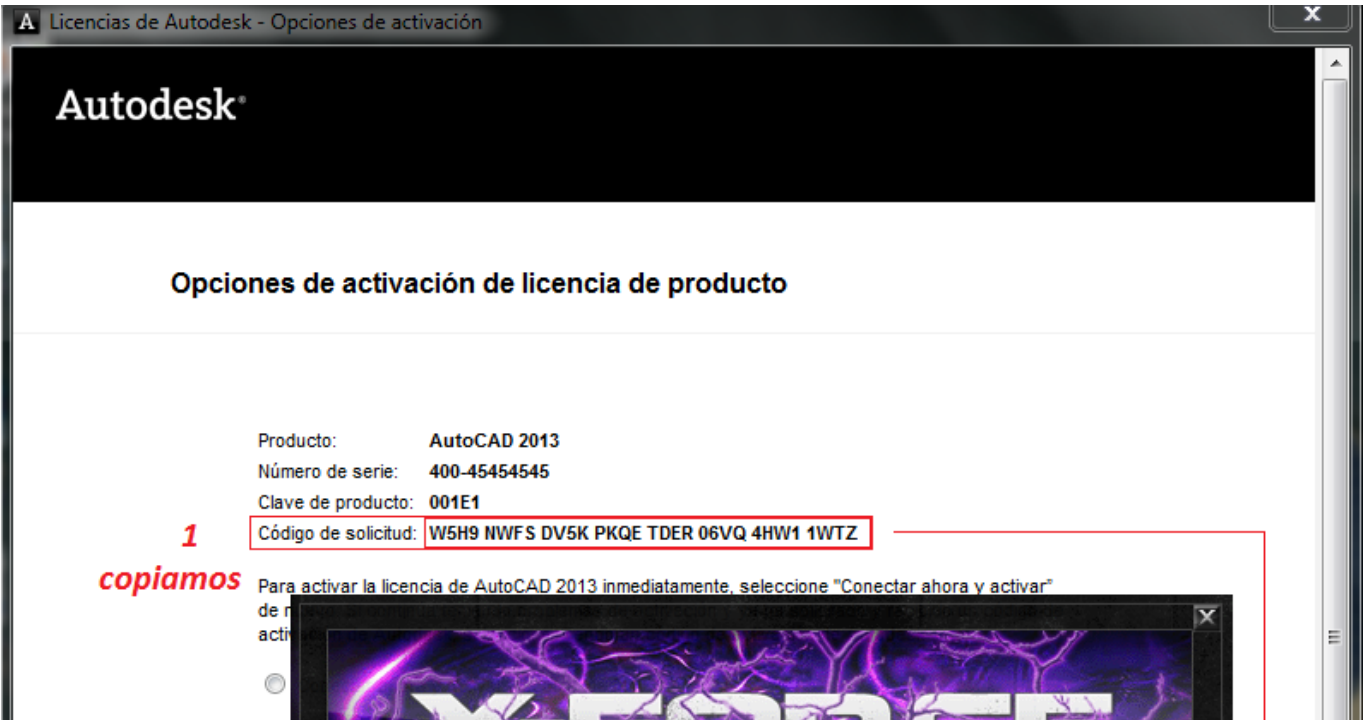 Licencias de Autodesk - Opciones de activación
Autodesk®
Opciones de activación de licencia de producto
Producto: AutoCAD 2013
Número de serie: 400-45454545
Clave de producto: 001E1
1 Código de solicitud: W5H9 NWFS DV5K PKQE TDER 06VQ 4HW1 1WTZ
copiamos Para activar la licencia de AutoCAD 2013 inmediatamente, seleccione "Conectar ahora y activar"
de
X-FORCE